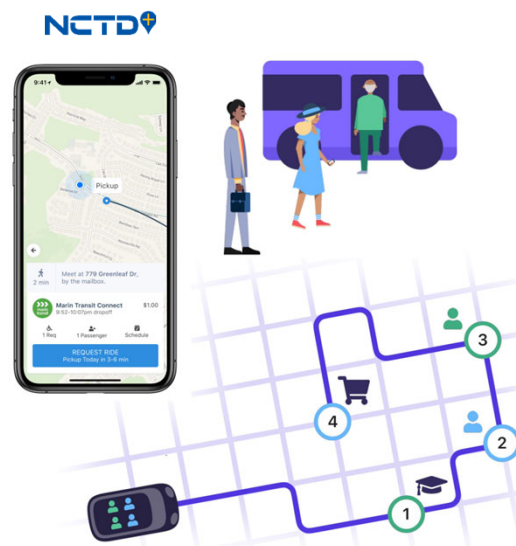 NCTD
9:41
Pickup
2 min
Meet at 779 Greenleaf Dr,
by the mailbox.
Marin Transit Connect
$1.00
9:52-10:07pm dropoff
1 Req
1 Passenger
Schedule
REQUEST RIDE
Pickup Today in 3-6 min
3
4
2
1